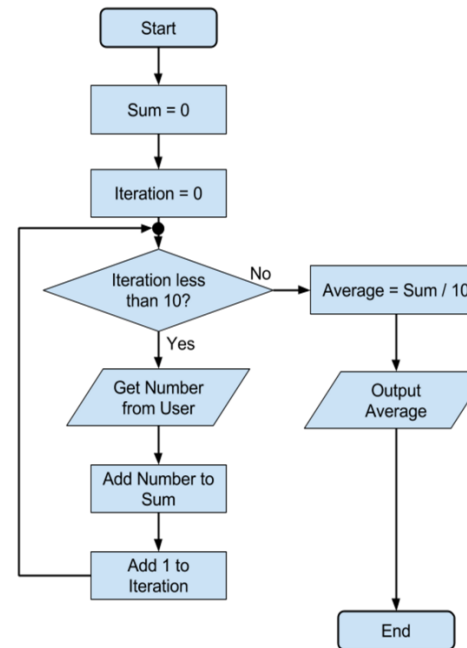 Start
Sum = 0
Iteration = 0
Iteration less
than 10?
No
Average = Sum / 10
Yes
Get Number
from User
Output
Average
Add Number to
Sum
Add 1 to
Iteration
End